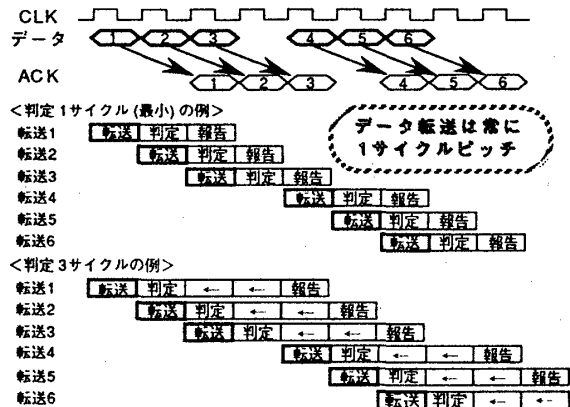 CLK
データ 1 2 3 4 5 6
ACK 1 2 3 4 5 6
<判定1サイクル(最小)の例>
データ転送は常に
1サイクルピッチ
転送1 転送 判定 報告
転送2 転送 判定 報告
転送3 転送 判定 報告
転送4 転送 判定 報告
転送5 転送 判定 報告
転送6 転送 判定 報告
<判定3サイクルの例>
転送1 転送 判定 ← ← 報告
転送2 転送 判定 ← ← 報告
転送3 転送 判定 ← ← 報告
転送4 転送 判定 ← ← 報告
転送5 転送 判定 ← ← 報告
転送6 転送 判定 ← ←